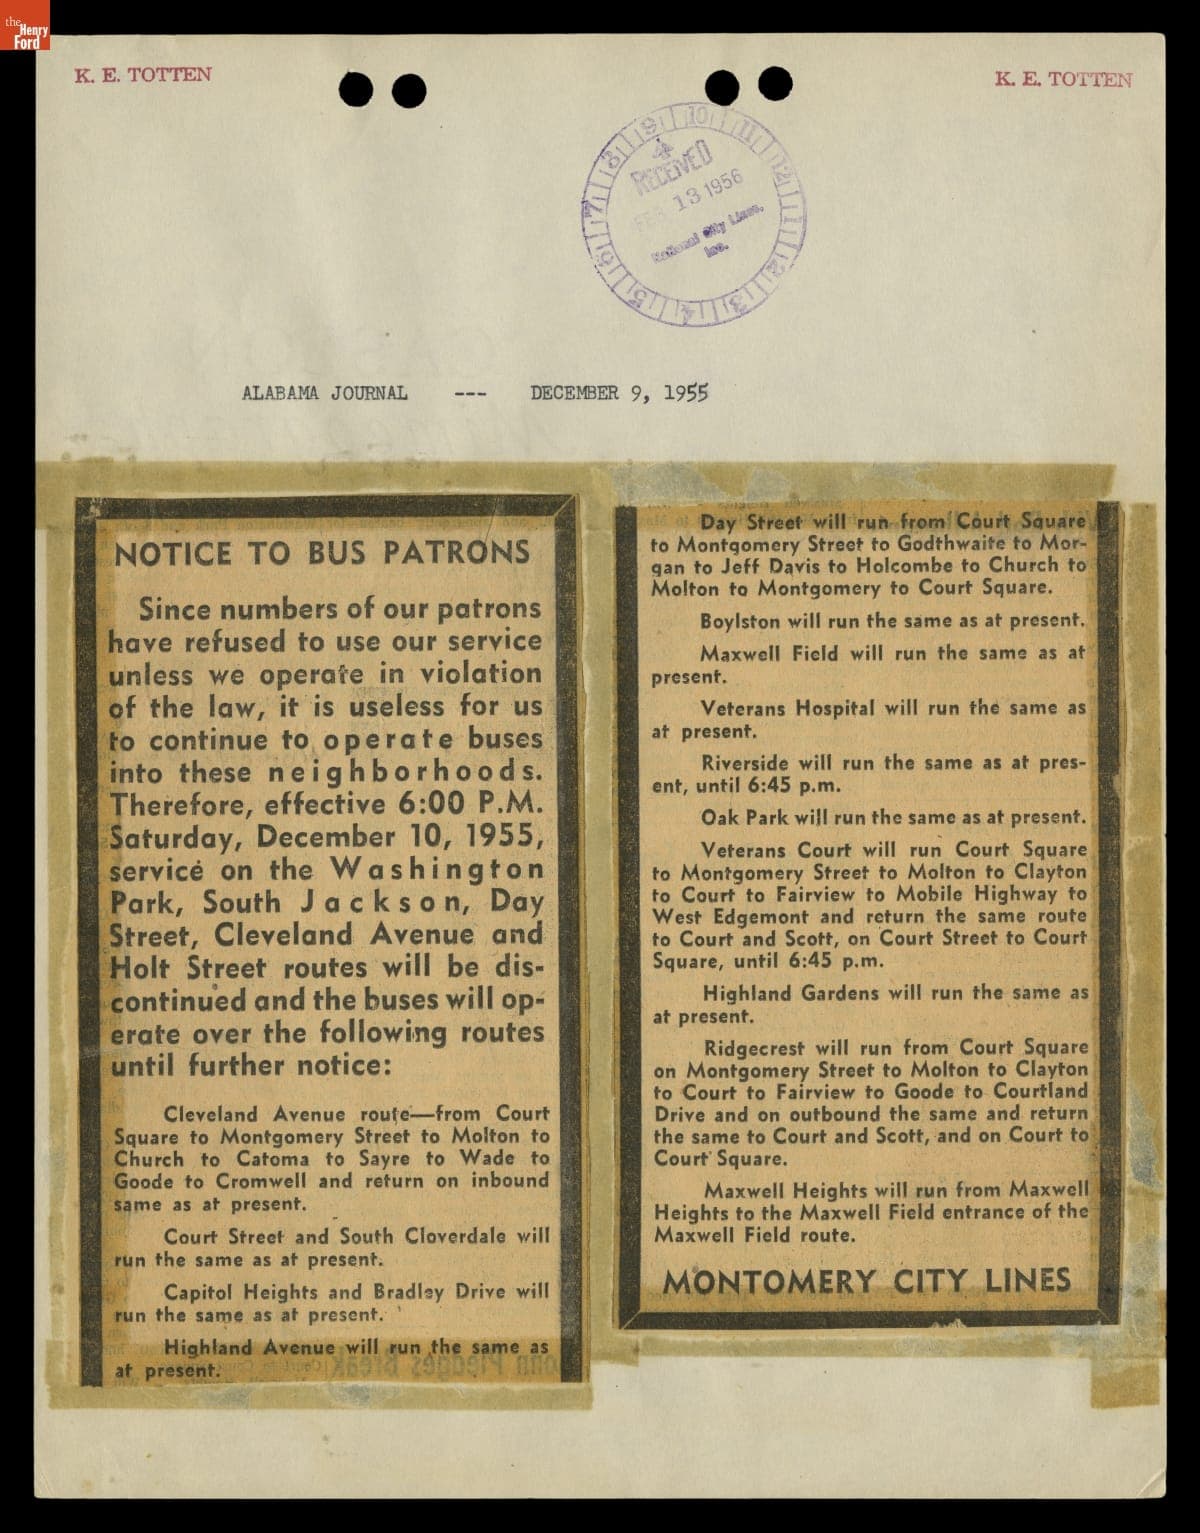 the
Henry
Ford
K. E. TOTTEN
K. E. TOTTEN
8 9 10 11 12 1 2 3 4 5 6 7
RECEIVED
FEB 13 1956
National City Lines,
Inc.
ALABAMA JOURNAL --- DECEMBER 9, 1955
NOTICE TO BUS PATRONS
Since numbers of our patrons
have refused to use our service
unless we operate in violation
of the law, it is useless for us
to continue to operate buses
into these neighborhoods.
Therefore, effective 6:00 P.M.
Saturday, December 10, 1955,
service on the Washington
Park, South Jackson, Day
Street, Cleveland Avenue and
Holt Street routes will be dis-
continued and the buses will op-
erate over the following routes
until further notice:
Cleveland Avenue route—from Court
Square to Montgomery Street to Molton to
Church to Catoma to Sayre to Wade to
Goode to Cromwell and return on inbound
same as at present.
Court Street and South Cloverdale will
run the same as at present.
Capitol Heights and Bradley Drive will
run the same as at present.
Highland Avenue will run the same as
at present.
Day Street will run from Court Square
to Montgomery Street to Godthwaite to Mor-
gan to Jeff Davis to Holcombe to Church to
Molton to Montgomery to Court Square.
Boylston will run the same as at present.
Maxwell Field will run the same as at
present.
Veterans Hospital will run the same as
at present.
Riverside will run the same as at pres-
ent, until 6:45 p.m.
Oak Park will run the same as at present.
Veterans Court will run Court Square
to Montgomery Street to Molton to Clayton
to Court to Fairview to Mobile Highway to
West Edgemont and return the same route
to Court and Scott, on Court Street to Court
Square, until 6:45 p.m.
Highland Gardens will run the same as
at present.
Ridgecrest will run from Court Square
on Montgomery Street to Molton to Clayton
to Court to Fairview to Goode to Courtland
Drive and on outbound the same and return
the same to Court and Scott, and on Court to
Court Square.
Maxwell Heights will run from Maxwell
Heights to the Maxwell Field entrance of the
Maxwell Field route.
MONTOMERY CITY LINES